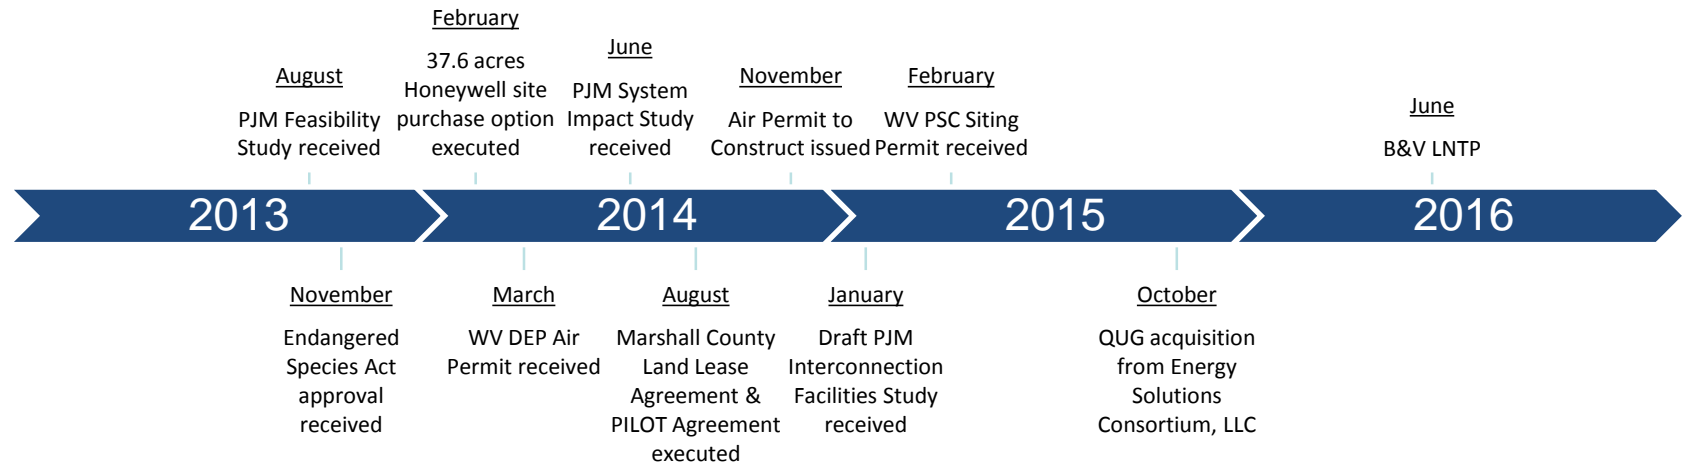 August
PJM Feasibility
Study received
February
37.6 acres
Honeywell site
purchase option
executed
June
PJM System
Impact Study
received
November
Air Permit to
Construct issued
February
WV PSC Siting
Permit received
June
B&V LNTP
2013
2014
2015
2016
November
Endangered
Species Act
approval
received
March
WV DEP Air
Permit received
August
Marshall County
Land Lease
Agreement &
PILOT Agreement
executed
January
Draft PJM
Interconnection
Facilities Study
received
October
QUG acquisition
from Energy
Solutions
Consortium, LLC